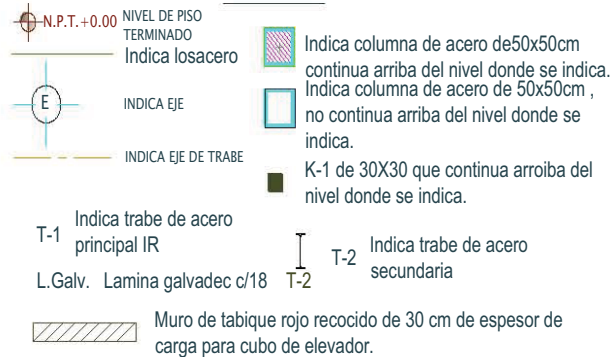 N.P.T.+0.00
NIVEL DE PISO
TERMINADO
Indica losacero
E
INDICA EJE
INDICA EJE DE TRABE
Indica columna de acero de50x50cm
continua arriba del nivel donde se indica.
Indica columna de acero de 50x50cm ,
no continua arriba del nivel donde se
indica.
K-1 de 30X30 que continua arroiba del
nivel donde se indica.
T-1
Indica trabe de acero
principal IR
T-2
T-2
Indica trabe de acero
secundaria
L.Galv. Lamina galvadec c/18
Muro de tabique rojo recocido de 30 cm de espesor de
carga para cubo de elevador.